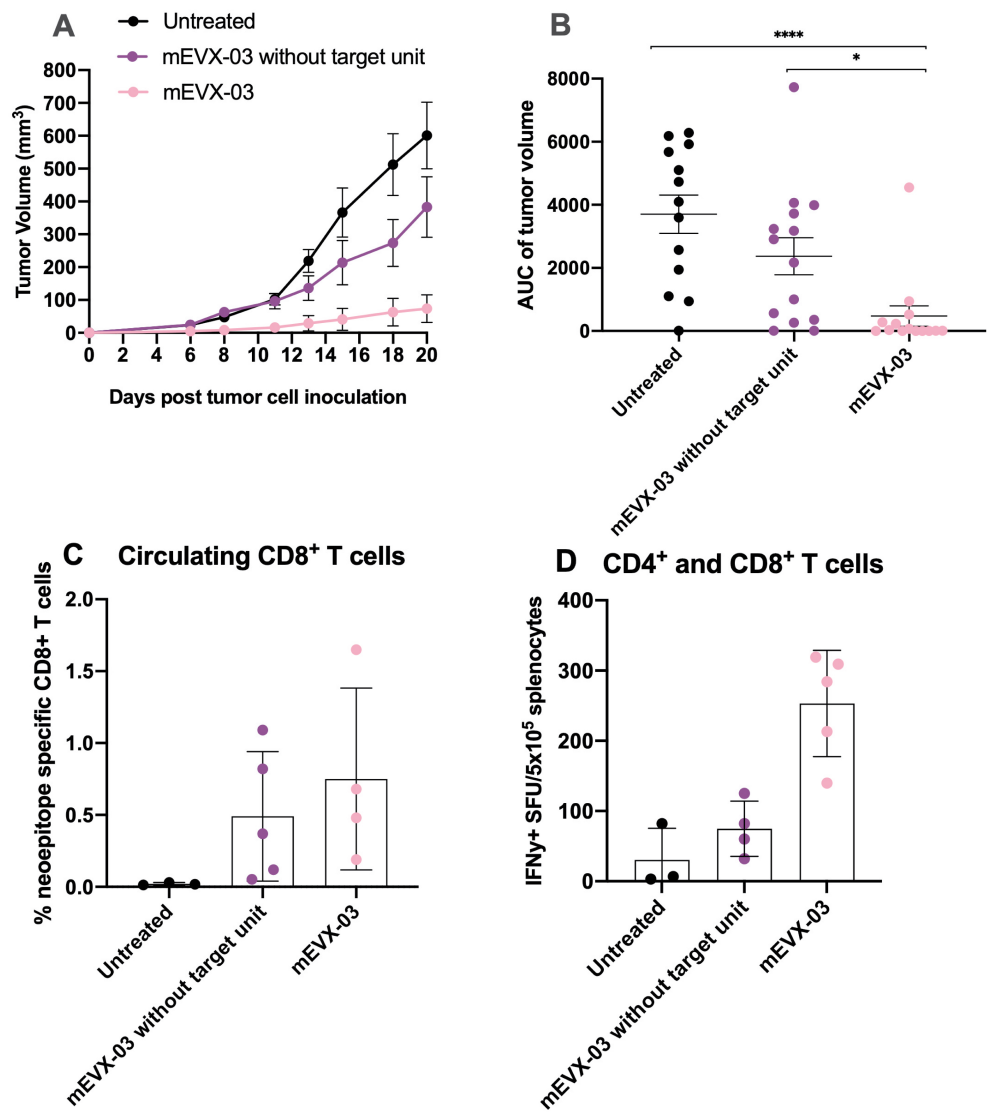 A
Untreated
mEVX-03 without target unit
mEVX-03
Tumor Volume (mm³)
800
700
600
500
400
300
200
100
0
0 2 4 6 8 10 12 14 16 18 20
Days post tumor cell inoculation
B
****
*
AUC of tumor volume
8000
6000
4000
2000
0
Untreated
mEVX-03 without target unit
mEVX-03
C Circulating CD8⁺ T cells
% neoepitope specific CD8+ T cells
2.0
1.5
1.0
0.5
0.0
Untreated
mEVX-03 without target unit
mEVX-03
D CD4⁺ and CD8⁺ T cells
IFNy+ SFU/5x10⁵ splenocytes
400
300
200
100
0
Untreated
mEVX-03 without target unit
mEVX-03